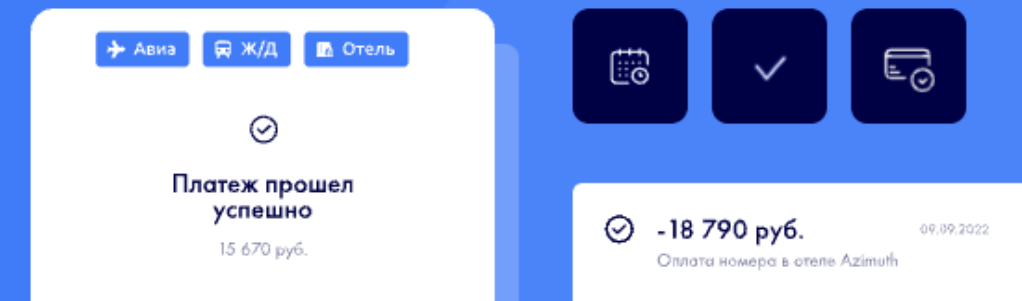 Авиа Ж/Д Отель
Платеж прошел
успешно
15 670 руб.
-18 790 руб. 09.09.2022
Оплата номера в отеле Azimuth